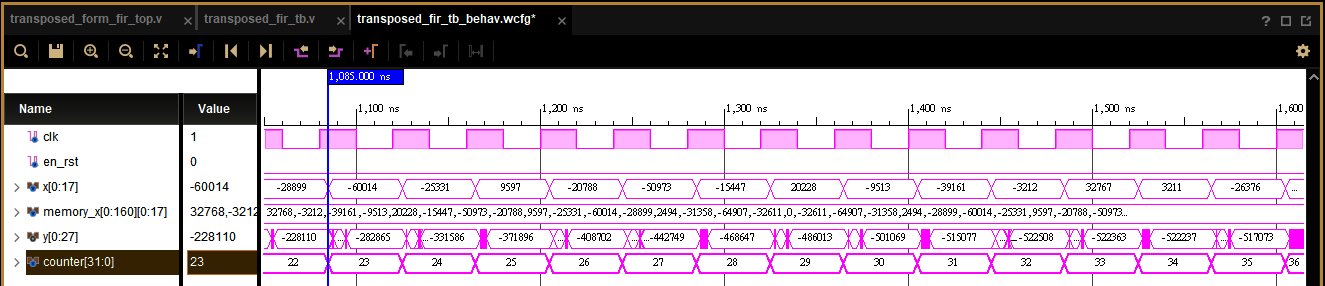 transposed_form_fir_top.v × transposed_fir_tb.v × transposed_fir_tb_behav.wcfg* ×
?
1,085.000 ns
1,100 ns 1,200 ns 1,300 ns 1,400 ns 1,500 ns 1,600
Name Value
clk 1
en_rst 0
x[0:17] -60014 -28899 -60014 -25331 9597 -20788 -50973 -15447 20228 -9513 -39161 -3212 32767 3211 -26376 ...
memory_x[0:160][0:17] 32768,-3212 32768,-3212,-39161,-9513,20228,-15447,-50973,-20788,9597,-25331,-60014,-28899,2494,-31358,-64907,-32611,0,-32611,-64907,-31358,2494,-28899,-60014,-25331,9597,-20788,-50973...
y[0:27] -228110 -228110 ... -282865 -331586 -371896 -408702 -442749 -468647 -486013 -501069 -515077 -522508 -522363 -522237 -517073
counter[31:0] 23 22 23 24 25 26 27 28 29 30 31 32 33 34 35 36